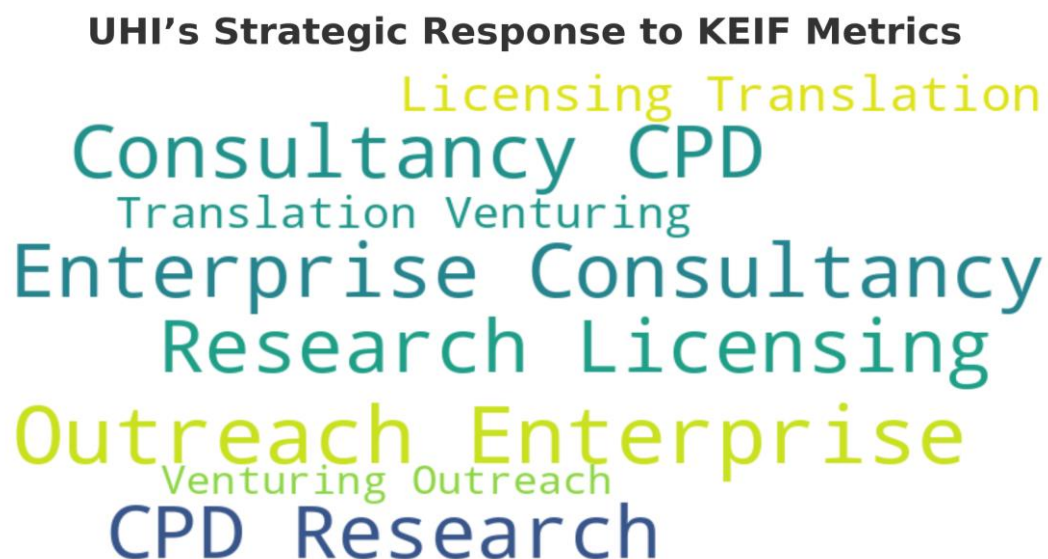 UHI’s Strategic Response to KEIF Metrics
Licensing Translation
Consultancy CPD
Translation Venturing
Enterprise Consultancy
Research Licensing
Outreach Enterprise
Venturing Outreach
CPD Research